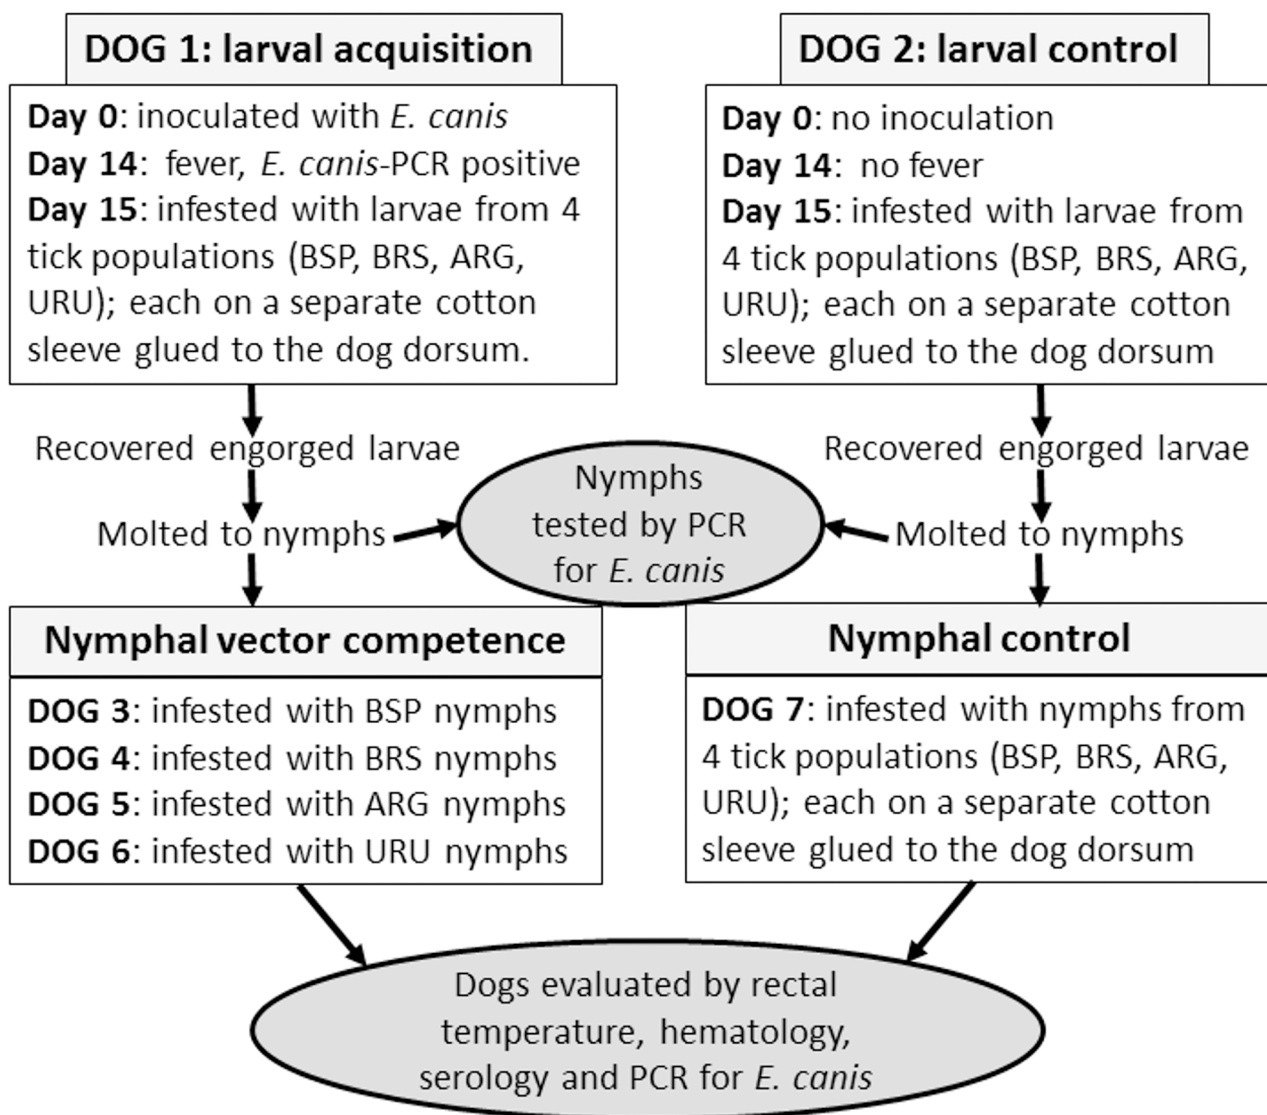 DOG 1: larval acquisition
Day 0: inoculated with E. canis
Day 14: fever, E. canis-PCR positive
Day 15: infested with larvae from 4
tick populations (BSP, BRS, ARG,
URU); each on a separate cotton
sleeve glued to the dog dorsum.
DOG 2: larval control
Day 0: no inoculation
Day 14: no fever
Day 15: infested with larvae from
4 tick populations (BSP, BRS, ARG,
URU); each on a separate cotton
sleeve glued to the dog dorsum
Recovered engorged larvae
Molted to nymphs
Recovered engorged larvae
Molted to nymphs
Nymphs
tested by PCR
for E. canis
Nymphal vector competence
DOG 3: infested with BSP nymphs
DOG 4: infested with BRS nymphs
DOG 5: infested with ARG nymphs
DOG 6: infested with URU nymphs
Nymphal control
DOG 7: infested with nymphs from
4 tick populations (BSP, BRS, ARG,
URU); each on a separate cotton
sleeve glued to the dog dorsum
Dogs evaluated by rectal
temperature, hematology,
serology and PCR for E. canis